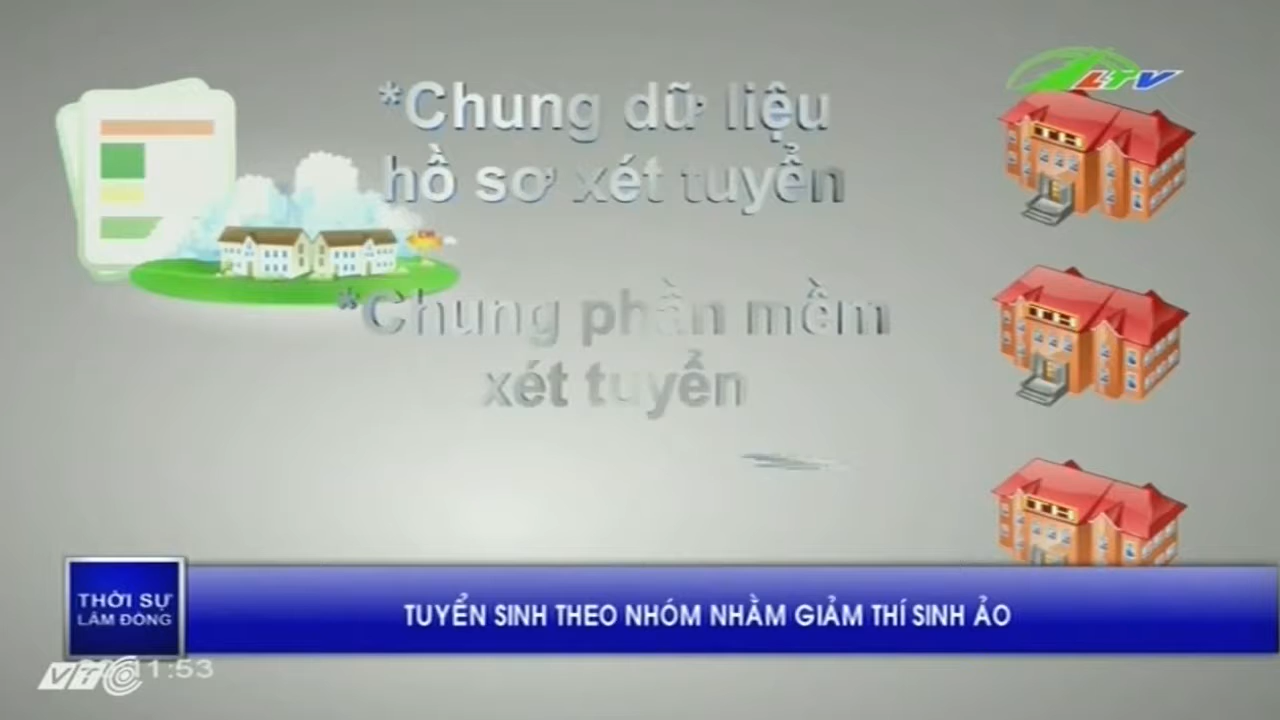 *Chung dữ liệu
hồ sơ xét tuyển
LTV
*Chung phần mềm
xét tuyển
THỜI SỰ
LÂM ĐỒNG
TUYỂN SINH THEO NHÓM NHẰM GIẢM THÍ SINH ẢO
VTC
1:53